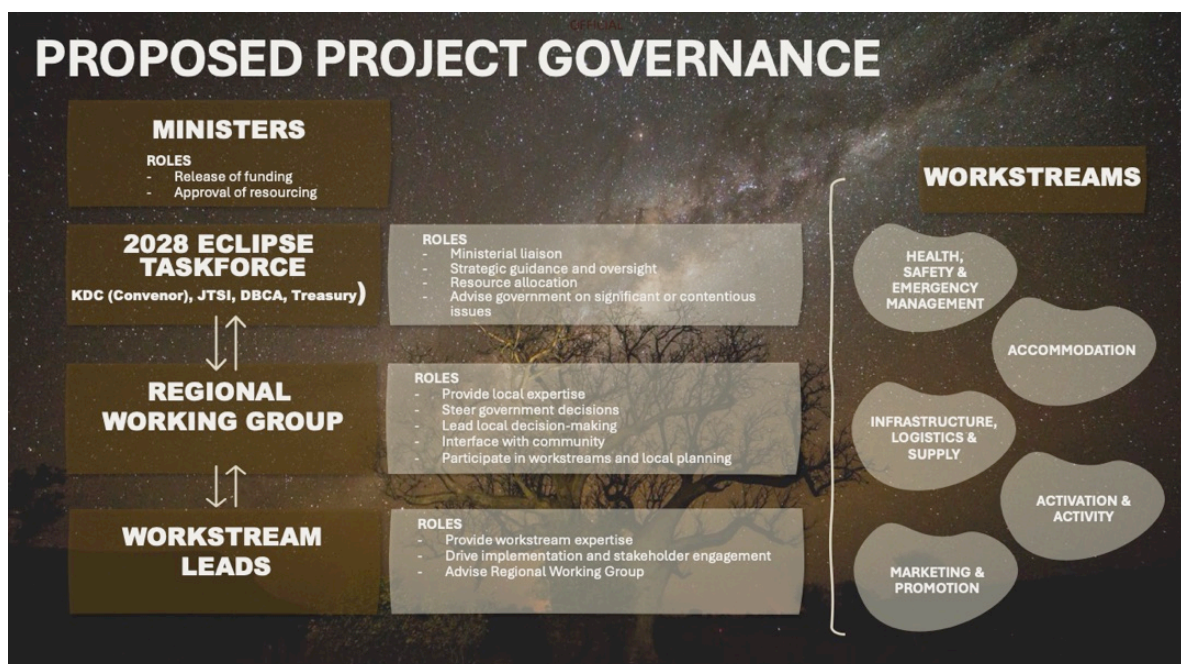 OFFICIAL
PROPOSED PROJECT GOVERNANCE
MINISTERS
ROLES
- Release of funding
- Approval of resourcing
2028 ECLIPSE
TASKFORCE
KDC (Convenor), JTSI, DBCA, Treasury)
ROLES
- Ministerial liaison
- Strategic guidance and oversight
- Resource allocation
- Advise government on significant or contentious
issues
REGIONAL
WORKING GROUP
ROLES
- Provide local expertise
- Steer government decisions
- Lead local decision-making
- Interface with community
- Participate in workstreams and local planning
WORKSTREAM
LEADS
ROLES
- Provide workstream expertise
- Drive implementation and stakeholder engagement
- Advise Regional Working Group
WORKSTREAMS
HEALTH,
SAFETY &
EMERGENCY
MANAGEMENT
ACCOMMODATION
INFRASTRUCTURE,
LOGISTICS &
SUPPLY
ACTIVATION &
ACTIVITY
MARKETING &
PROMOTION